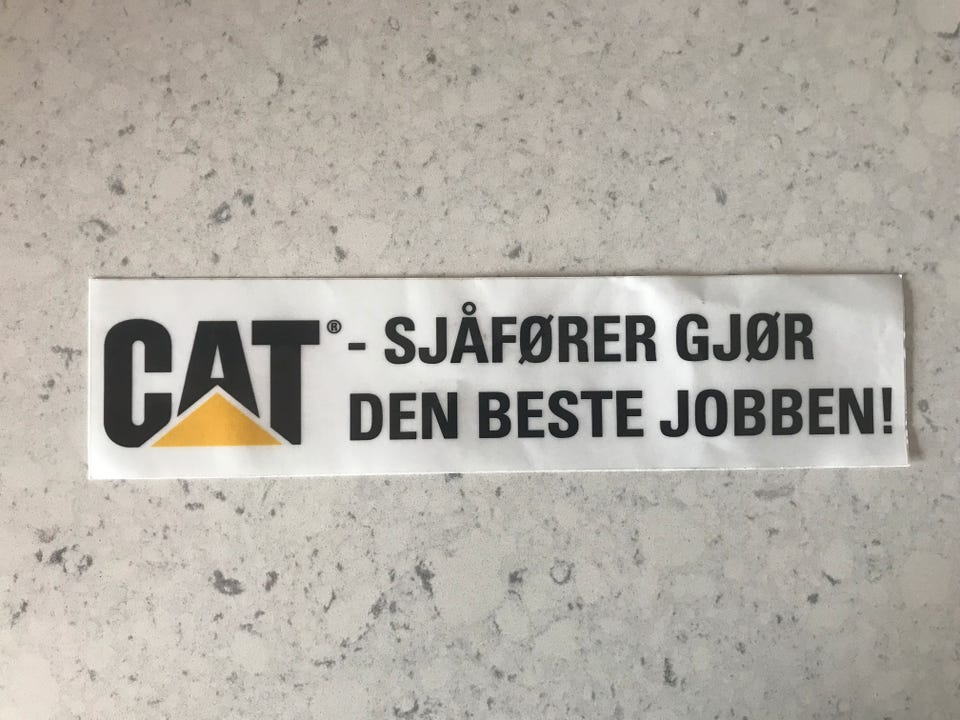 CAT® - SJÅFØRER GJØR
DEN BESTE JOBBEN!